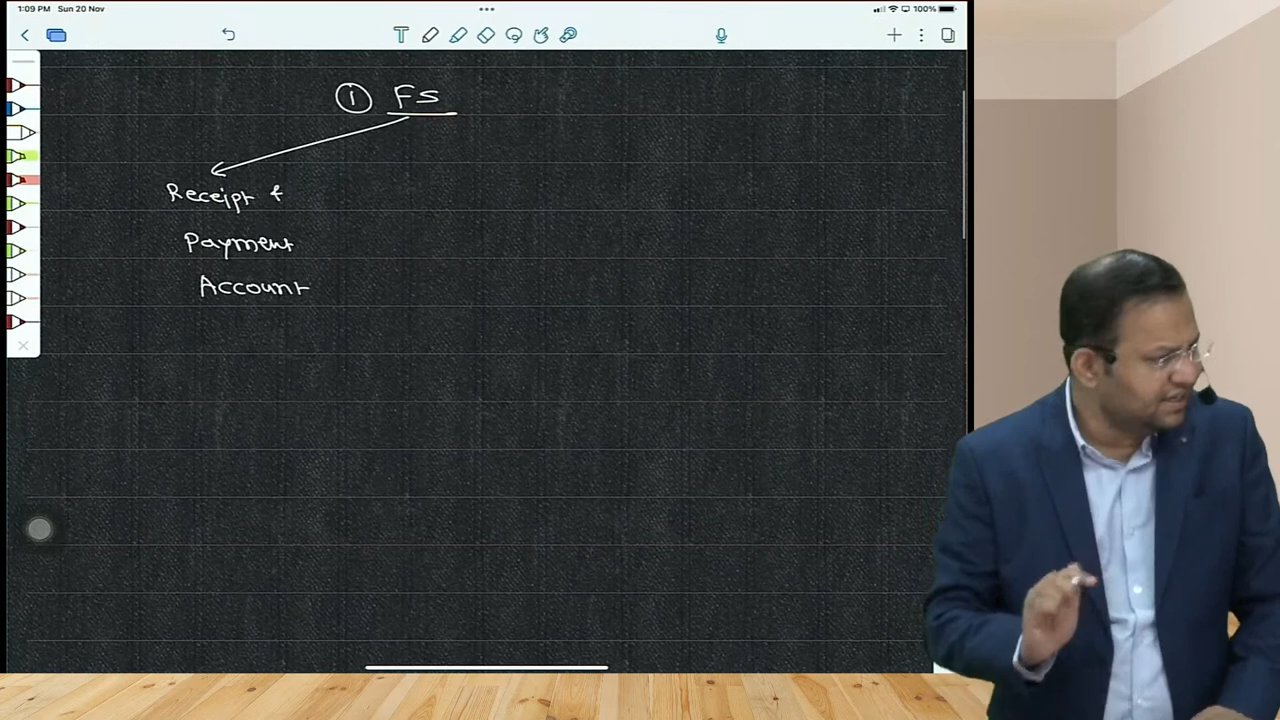 1:09 PM Sun 20 Nov
100%
① FS
Receipt &
Payment
Account